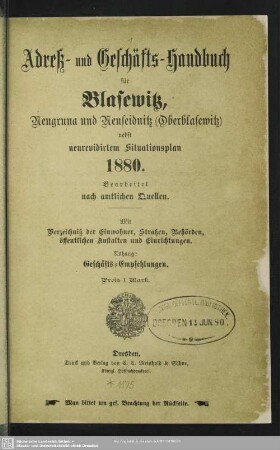 Adreß- und Geschäfts-Handbuch
für
Blasewitz,
Neugruna und Neuseidnitz (Oberblasewitz)
nebst
neurevidirtem Situationsplan
1880.
Bearbeitet
nach amtlichen Quellen.
Mit
Verzeichniß der Einwohner, Straßen, Behörden,
öffentlichen Anstalten und Einrichtungen.
Anhang:
Geschäfts-Empfehlungen.
Preis 1 Mark.
DRESDEN 11 JUN 80
Dresden,
Druck und Verlag von C. C. Meinhold & Söhne,
Königl. Hofbuchdruckerei.
Man bittet um gef. Beachtung der Rückseite.